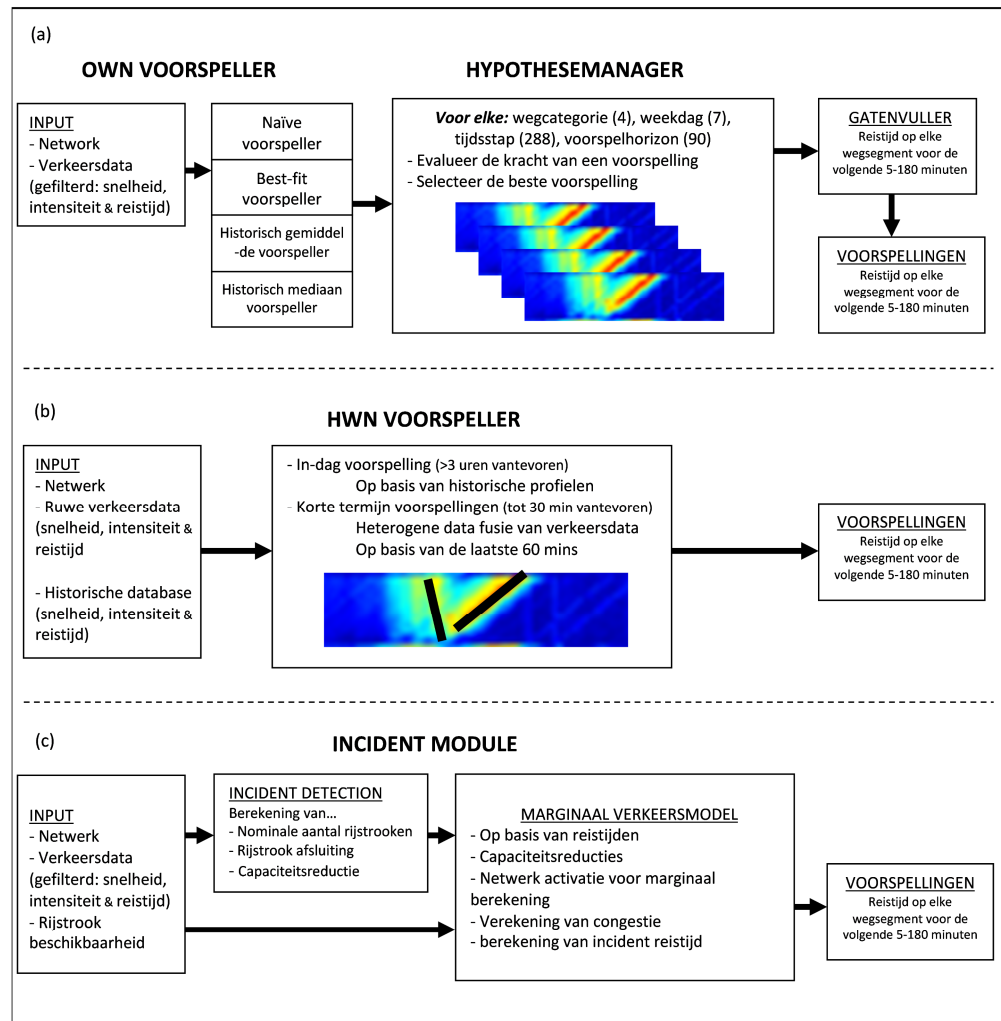 (a)
OWN VOORSPELLER
HYPOTHESEMANAGER
INPUT
- Network
- Verkeersdata
(gefilterd: snelheid,
intensiteit & reistijd)
Naïve
voorspeller
Best-fit
voorspeller
Historisch gemiddel
-de voorspeller
Historisch mediaan
voorspeller
Voor elke: wegcategorie (4), weekdag (7),
tijdsstap (288), voorspelhorizon (90)
- Evalueer de kracht van een voorspelling
- Selecteer de beste voorspelling
GATENVULLER
Reistijd op elke
wegsegment voor de
volgende 5-180 minuten
VOORSPELLINGEN
Reistijd op elke
wegsegment voor de
volgende 5-180 minuten
(b)
HWN VOORSPELLER
INPUT
- Netwerk
- Ruwe verkeersdata
(snelheid, intensiteit &
reistijd
- Historische database
(snelheid, intensiteit &
reistijd)
- In-dag voorspelling (>3 uren vantevoren)
Op basis van historische profielen
- Korte termijn voorspellingen (tot 30 min vantevoren)
Heterogene data fusie van verkeersdata
Op basis van de laatste 60 mins
VOORSPELLINGEN
Reistijd op elke
wegsegment voor de
volgende 5-180 minuten
(c)
INCIDENT MODULE
INPUT
- Netwerk
- Verkeersdata
(gefilterd: snelheid,
intensiteit & reistijd)
- Rijstrook
beschikbaarheid
INCIDENT DETECTION
Berekening van…
- Nominale aantal rijstrooken
- Rijstrook afsluiting
- Capaciteitsreductie
MARGINAAL VERKEERSMODEL
- Op basis van reistijden
- Capaciteitsreducties
- Netwerk activatie voor marginaal
berekening
- Verekening van congestie
- berekening van incident reistijd
VOORSPELLINGEN
Reistijd op elke
wegsegment voor de
volgende 5-180 minuten